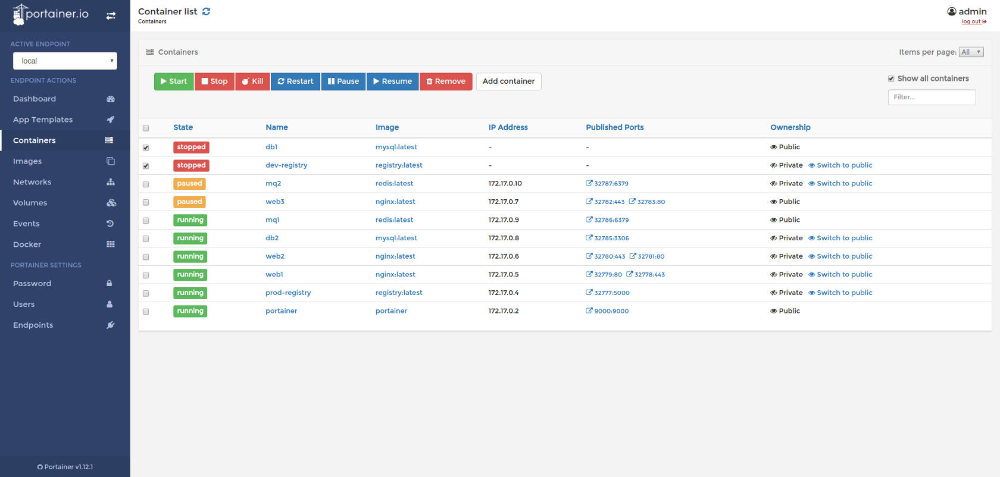 portainer.io
Container list
Containers
admin
log out
ACTIVE ENDPOINT
local
ENDPOINT ACTIONS
Dashboard
App Templates
Containers
Images
Networks
Volumes
Events
Docker
PORTAINER SETTINGS
Password
Users
Endpoints
Portainer v1.12.1
Containers
Items per page: All
Start Stop Kill Restart Pause Resume Remove Add container
Show all containers
Filter...
State Name Image IP Address Published Ports Ownership
stopped db1 mysql:latest - - Public
stopped dev-registry registry:latest - - Private Switch to public
paused mq2 redis:latest 172.17.0.10 32787:6379 Private Switch to public
paused web3 nginx:latest 172.17.0.7 32782:443 32783:80 Public
running mq1 redis:latest 172.17.0.9 32786:6379 Public
running db2 mysql:latest 172.17.0.8 32785:3306 Private Switch to public
running web2 nginx:latest 172.17.0.6 32780:443 32781:80 Private Switch to public
running web1 nginx:latest 172.17.0.5 32779:80 32778:443 Private Switch to public
running prod-registry registry:latest 172.17.0.4 32777:5000 Private Switch to public
running portainer portainer 172.17.0.2 9000:9000 Public